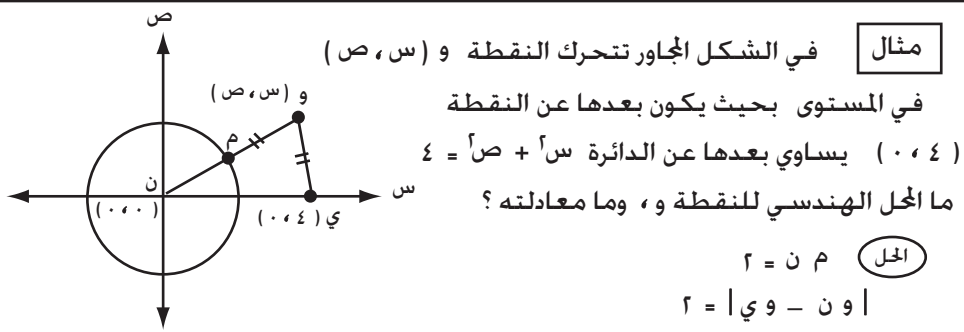 مثال في الشكل المجاور تتحرك النقطة و ( س ، ص )
في المستوى بحيث يكون بعدها عن النقطة
( ٤ ، ٠ ) يساوي بعدها عن الدائرة س٢ + ص٢ = ٤
ما المحل الهندسي للنقطة و ، وما معادلته ؟
الحل م ن = ٢
|و ن – و ي| = ٢
ص
و ( س ، ص )
م
ن
( ٠ ، ٠ )
ي ( ٤ ، ٠ )
س